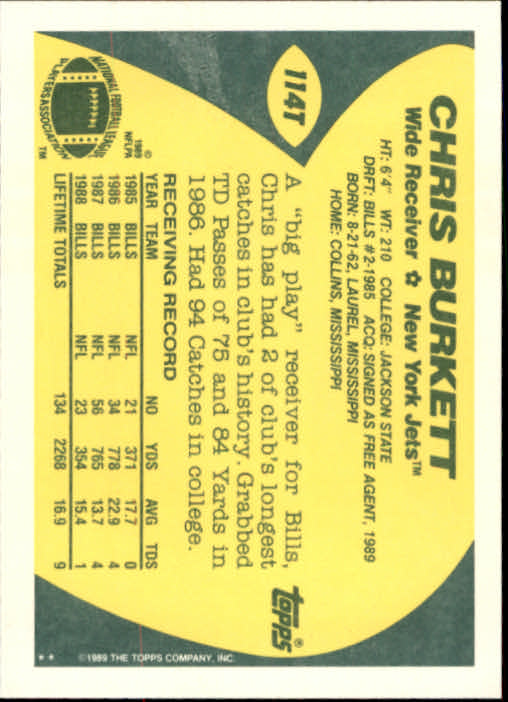 114T
CHRIS BURKETT
Wide Receiver ✿ New York Jets™
HT: 6'4" WT: 210 COLLEGE: JACKSON STATE
DRFT: BILLS #2-1985 ACQ: SIGNED AS FREE AGENT, 1989
BORN: 8-21-62, LAUREL, MISSISSIPPI
HOME: COLLINS, MISSISSIPPI
A "big play" receiver for Bills,
Chris has had 2 of club's longest
catches in club's history. Grabbed
TD Passes of 75 and 84 Yards in
1986. Had 94 Catches in college.
topps®
NATIONAL FOOTBALL LEAGUE
PLAYERS ASSOCIATION
™
©
1989
NFLPA
RECEIVING RECORD
YEAR TEAM NO YDS AVG TDS
1985 BILLS NFL 21 371 17.7 0
1986 BILLS NFL 34 778 22.9 4
1987 BILLS NFL 56 765 13.7 4
1988 BILLS NFL 23 354 15.4 1
LIFETIME TOTALS 134 2268 16.9 9
©1989 THE TOPPS COMPANY, INC.
**